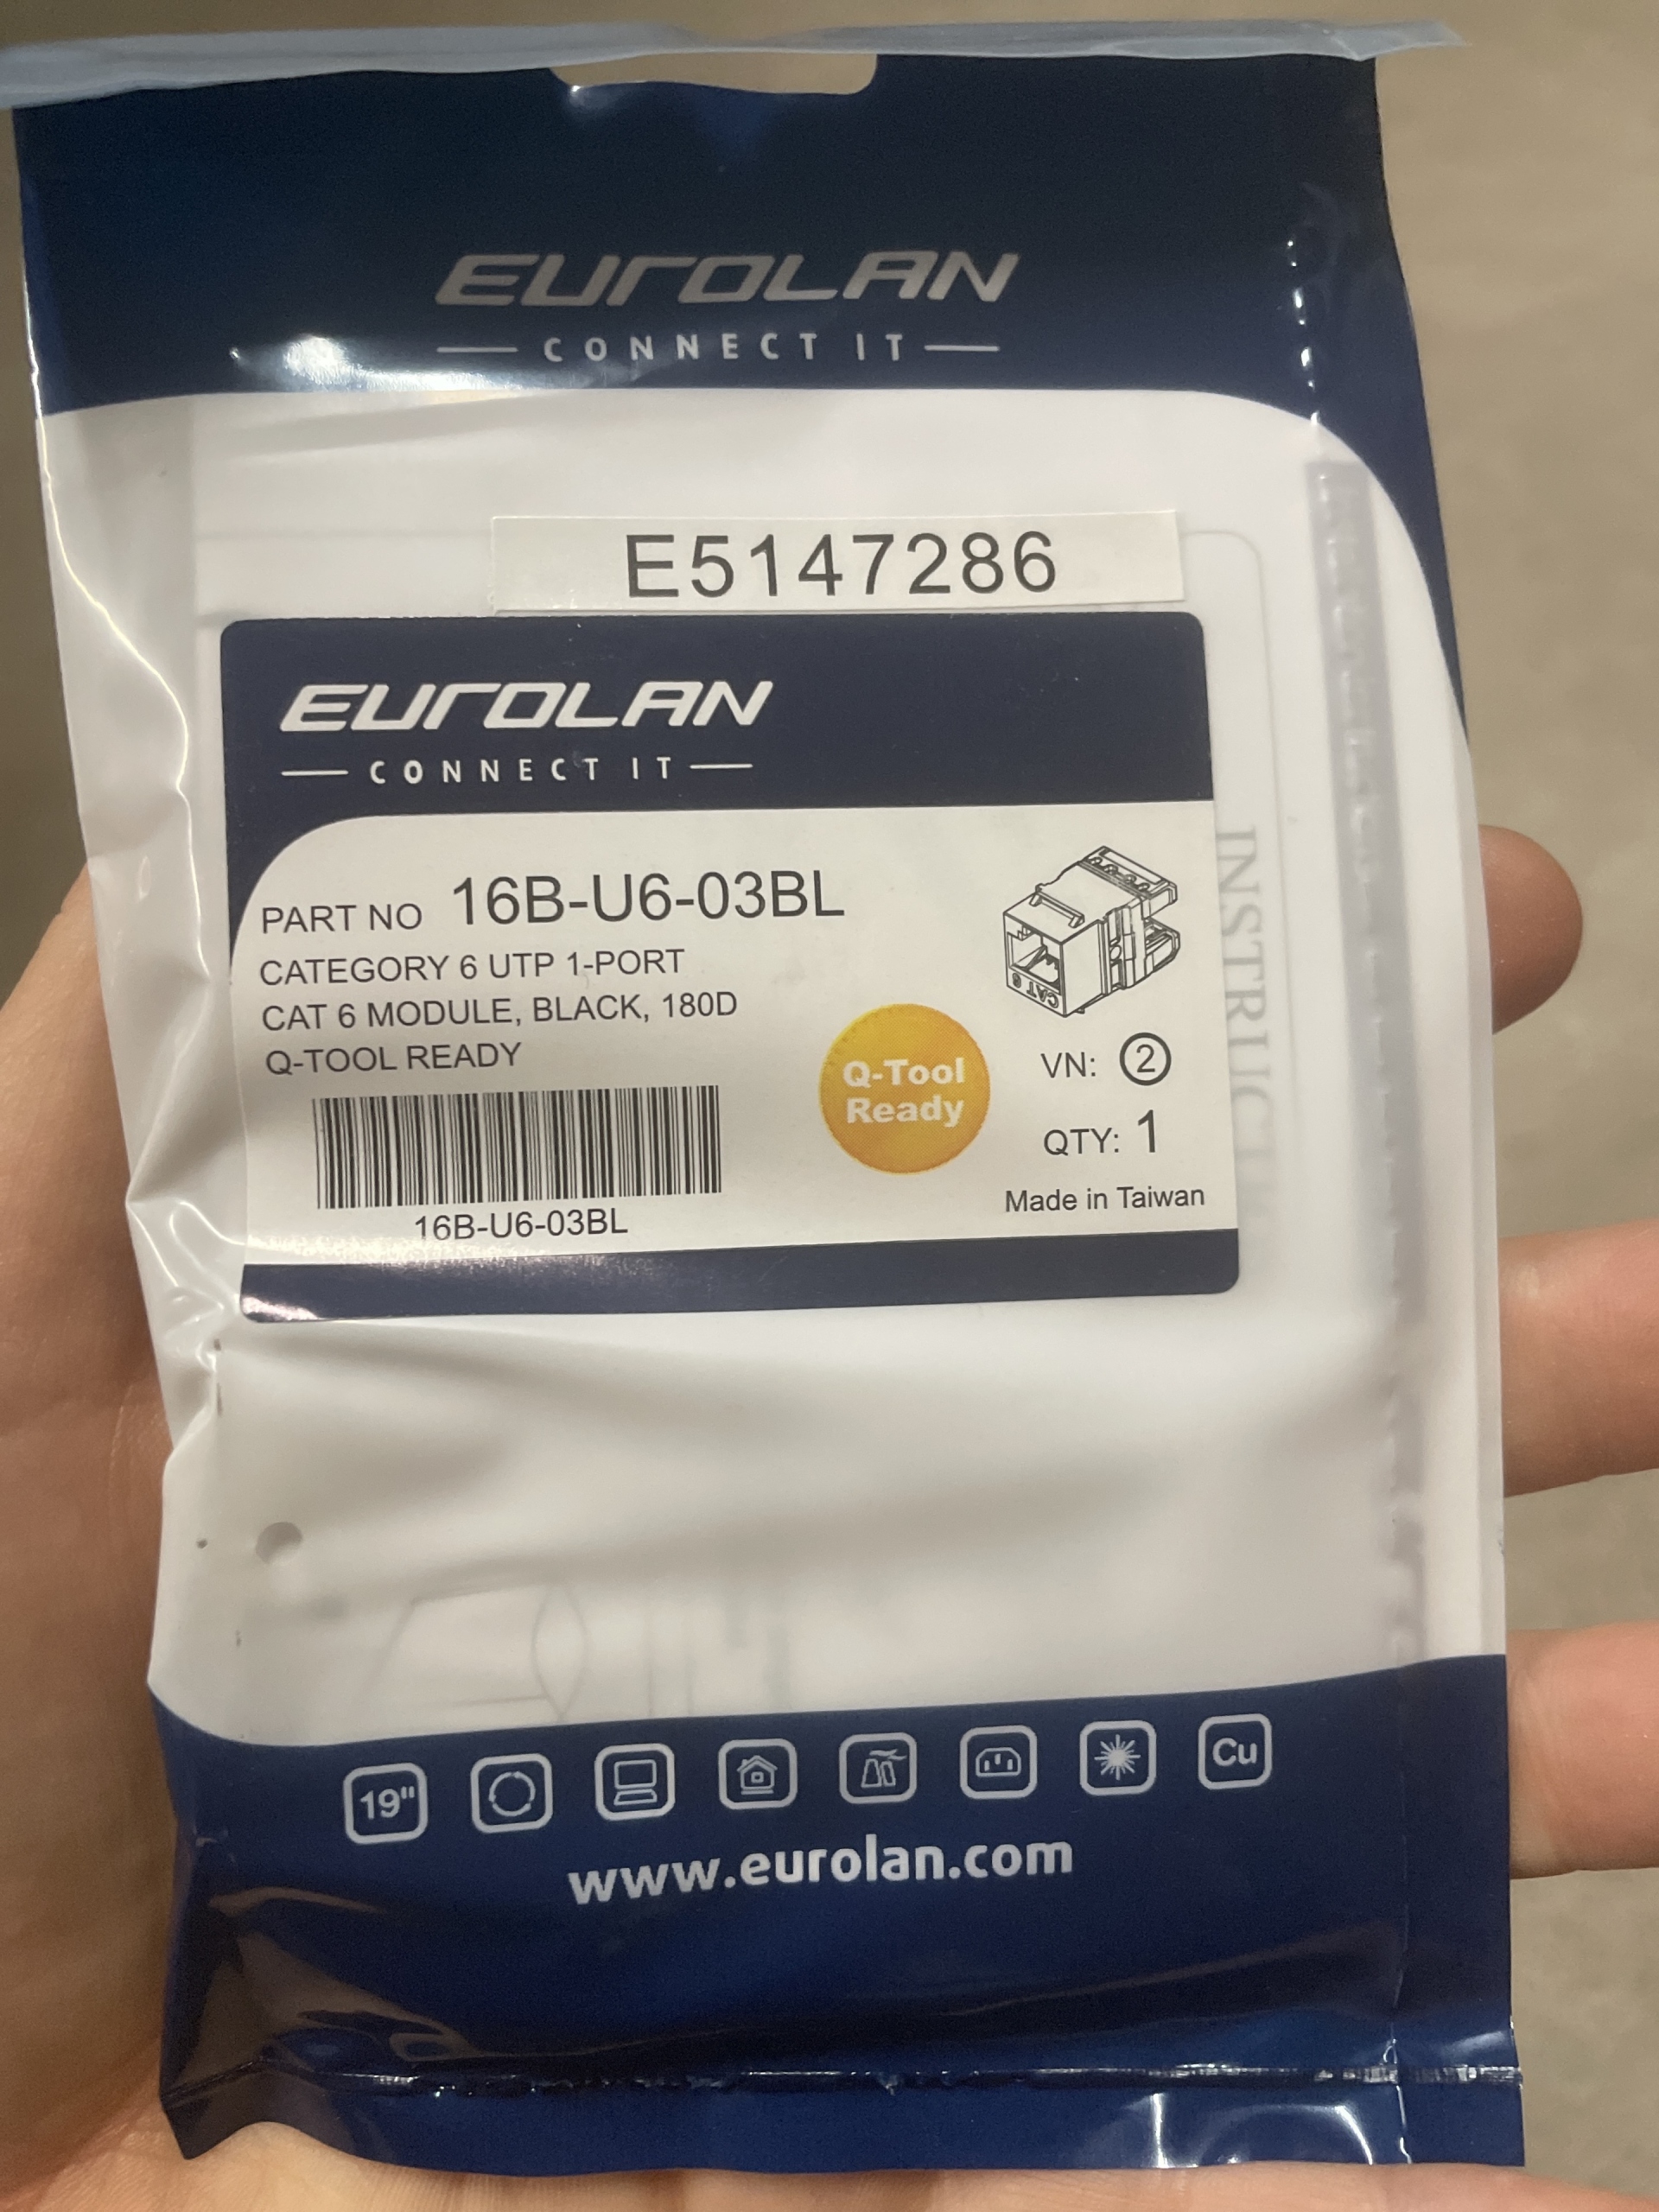 EUROLAN
CONNECT IT
E5147286
EUROLAN
CONNECT IT
PART NO 16B-U6-03BL
CATEGORY 6 UTP 1-PORT
CAT 6 MODULE, BLACK, 180D
Q-TOOL READY
16B-U6-03BL
Q-Tool
Ready
CAT 6
VN: 2
QTY: 1
Made in Taiwan
19" Cu
www.eurolan.com